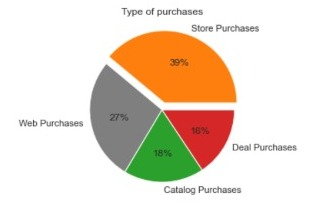 Type of purchases
Store Purchases
39%
Web Purchases
27%
16%
Deal Purchases
18%
Catalog Purchases